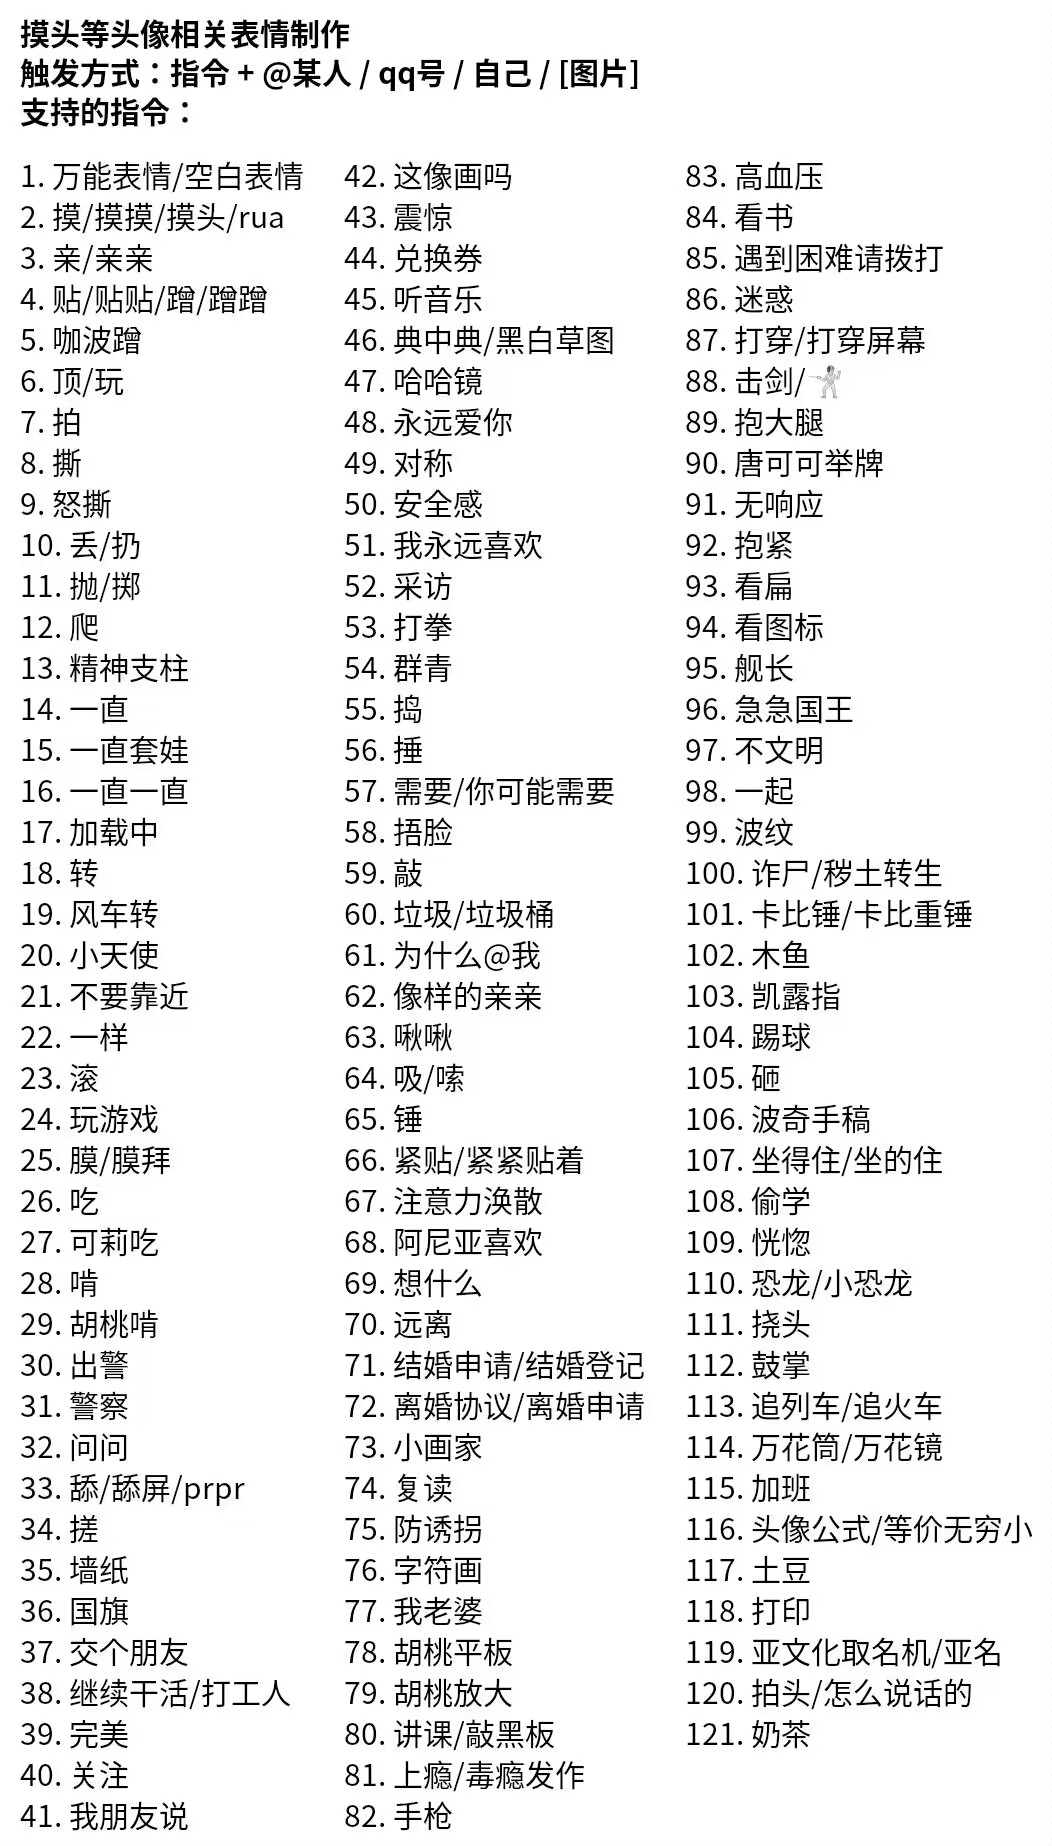 摸头等头像相关表情制作
触发方式：指令 + @某人 / qq号 / 自己 / [图片]
支持的指令：
1. 万能表情/空白表情
2. 摸/摸摸/摸头/rua
3. 亲/亲亲
4. 贴/贴贴/蹭/蹭蹭
5. 咖波蹭
6. 顶/玩
7. 拍
8. 撕
9. 怒撕
10. 丢/扔
11. 抛/掷
12. 爬
13. 精神支柱
14. 一直
15. 一直套娃
16. 一直一直
17. 加载中
18. 转
19. 风车转
20. 小天使
21. 不要靠近
22. 一样
23. 滚
24. 玩游戏
25. 膜/膜拜
26. 吃
27. 可莉吃
28. 啃
29. 胡桃啃
30. 出警
31. 警察
32. 问问
33. 舔/舔屏/prpr
34. 搓
35. 墙纸
36. 国旗
37. 交个朋友
38. 继续干活/打工人
39. 完美
40. 关注
41. 我朋友说
42. 这像画吗
43. 震惊
44. 兑换券
45. 听音乐
46. 典中典/黑白草图
47. 哈哈镜
48. 永远爱你
49. 对称
50. 安全感
51. 我永远喜欢
52. 采访
53. 打拳
54. 群青
55. 捣
56. 捶
57. 需要/你可能需要
58. 捂脸
59. 敲
60. 垃圾/垃圾桶
61. 为什么@我
62. 像样的亲亲
63. 啾啾
64. 吸/嗦
65. 锤
66. 紧贴/紧紧贴着
67. 注意力涣散
68. 阿尼亚喜欢
69. 想什么
70. 远离
71. 结婚申请/结婚登记
72. 离婚协议/离婚申请
73. 小画家
74. 复读
75. 防诱拐
76. 字符画
77. 我老婆
78. 胡桃平板
79. 胡桃放大
80. 讲课/敲黑板
81. 上瘾/毒瘾发作
82. 手枪
83. 高血压
84. 看书
85. 遇到困难请拨打
86. 迷惑
87. 打穿/打穿屏幕
88. 击剑/🤺
89. 抱大腿
90. 唐可可举牌
91. 无响应
92. 抱紧
93. 看扁
94. 看图标
95. 舰长
96. 急急国王
97. 不文明
98. 一起
99. 波纹
100. 诈尸/秽土转生
101. 卡比锤/卡比重锤
102. 木鱼
103. 凯露指
104. 踢球
105. 砸
106. 波奇手稿
107. 坐得住/坐的住
108. 偷学
109. 恍惚
110. 恐龙/小恐龙
111. 挠头
112. 鼓掌
113. 追列车/追火车
114. 万花筒/万花镜
115. 加班
116. 头像公式/等价无穷小
117. 土豆
118. 打印
119. 亚文化取名机/亚名
120. 拍头/怎么说话的
121. 奶茶